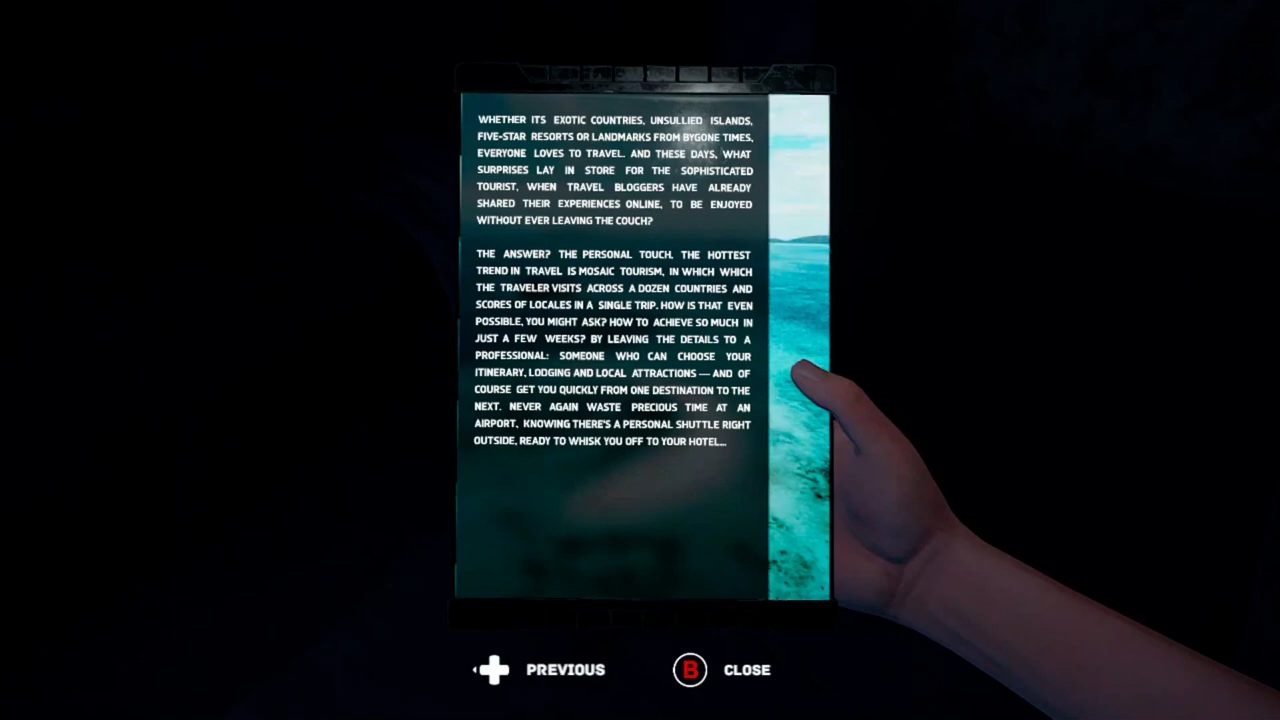 WHETHER ITS EXOTIC COUNTRIES, UNSULLIED ISLANDS,
FIVE-STAR RESORTS OR LANDMARKS FROM BYGONE TIMES,
EVERYONE LOVES TO TRAVEL. AND THESE DAYS, WHAT
SURPRISES LAY IN STORE FOR THE SOPHISTICATED
TOURIST, WHEN TRAVEL BLOGGERS HAVE ALREADY
SHARED THEIR EXPERIENCES ONLINE, TO BE ENJOYED
WITHOUT EVER LEAVING THE COUCH?
THE ANSWER? THE PERSONAL TOUCH. THE HOTTEST
TREND IN TRAVEL IS MOSAIC TOURISM, IN WHICH WHICH
THE TRAVELER VISITS ACROSS A DOZEN COUNTRIES AND
SCORES OF LOCALES IN A SINGLE TRIP. HOW IS THAT EVEN
POSSIBLE, YOU MIGHT ASK? HOW TO ACHIEVE SO MUCH IN
JUST A FEW WEEKS? BY LEAVING THE DETAILS TO A
PROFESSIONAL: SOMEONE WHO CAN CHOOSE YOUR
ITINERARY, LODGING AND LOCAL ATTRACTIONS — AND OF
COURSE GET YOU QUICKLY FROM ONE DESTINATION TO THE
NEXT. NEVER AGAIN WASTE PRECIOUS TIME AT AN
AIRPORT, KNOWING THERE'S A PERSONAL SHUTTLE RIGHT
OUTSIDE, READY TO WHISK YOU OFF TO YOUR HOTEL...
PREVIOUS
B CLOSE